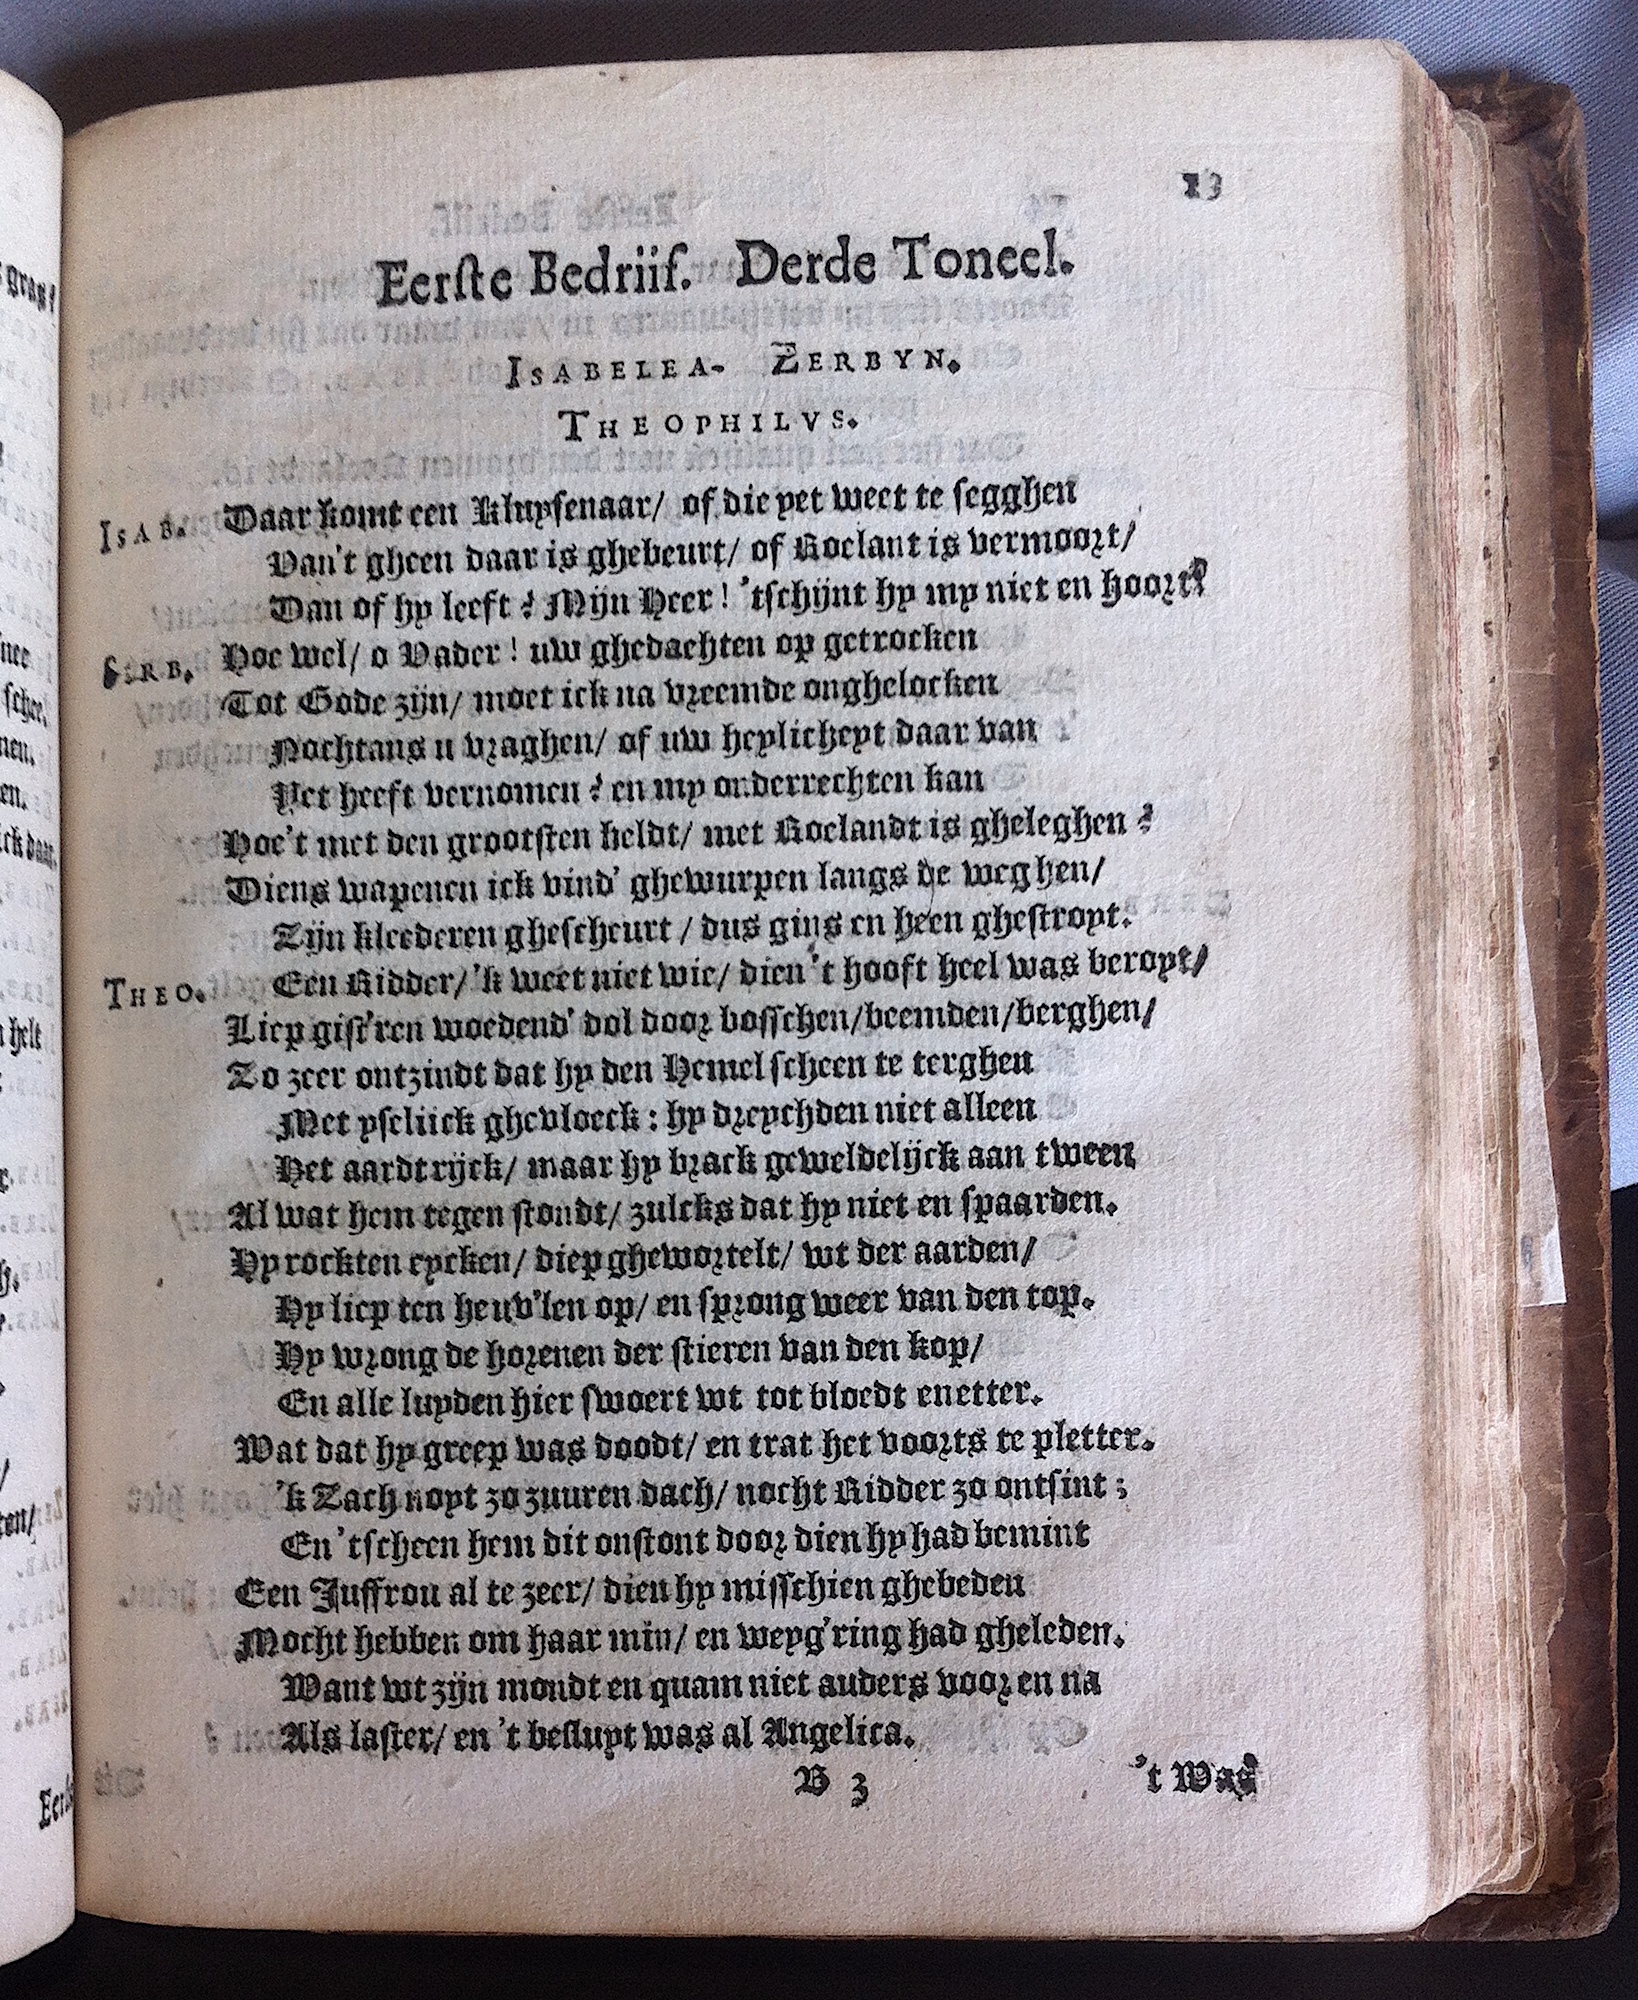 13
Eerste Bedriif. Derde Toneel.
ISABELEA. ZERBYN.
THEOPHILVS.
ISAB. Daar komt een Kluysenaar/ of die yet weet te segghen
Van't gheen daar is ghebeurt/ of Roelant is vermoort/
Dan of hy leeft? Mijn Heer! 'tschijnt hy my niet en hoort?
SERB. Hoe wel/ o Vader! uw ghedachten op getrocken
Tot Gode zijn/ moet ick na vreemde onghelocken
Nochtans u vraghen/ of uw heylicheyt daar van
Yet heeft vernomen? en my onderrechten kan
Hoe't met den grootsten heldt/ met Roelandt is gheleghen?
Diens wapenen ick vind' ghewurpen langs de weghen/
Zijn kleederen ghescheurt/ dus gins en heen ghestroyt.
THEO. Een Ridder/ 'k weet niet wie/ dien 't hooft heel was beroyt/
Liep gist'ren woedend' dol door bosschen/beemden/berghen/
Zo zeer ontzindt dat hy den Hemel scheen te terghen
Met yseliick ghevloeck: hy dreychden niet alleen
Het aardtrijck/ maar hy brack geweldelijck aan tween
Al wat hem tegen stondt/ zulcks dat hy niet en spaarden.
Hy rockten eycken/ diep ghewortelt/ wt der aarden/
Hy liep ten heuv'len op/ en sprong weer van den top.
Hy wrong de horenen der stieren van den kop/
En alle luyden hier swoert wt tot bloedt enetter.
Wat dat hy greep was doodt/ en trat het voorts te pletter.
'k Zach noyt zo zuuren dach/ nocht Ridder zo ontsint;
En 'tscheen hem dit onstont door dien hy had bemint
Een Juffrou al te zeer/ dien hy misschien ghebeden
Mocht hebben om haar min/ en weyg'ring had gheleden.
Want wt zijn mondt en quam niet auders voor en na
Als laster/ en 't besluyt was al Angelica.
B 3 't Was